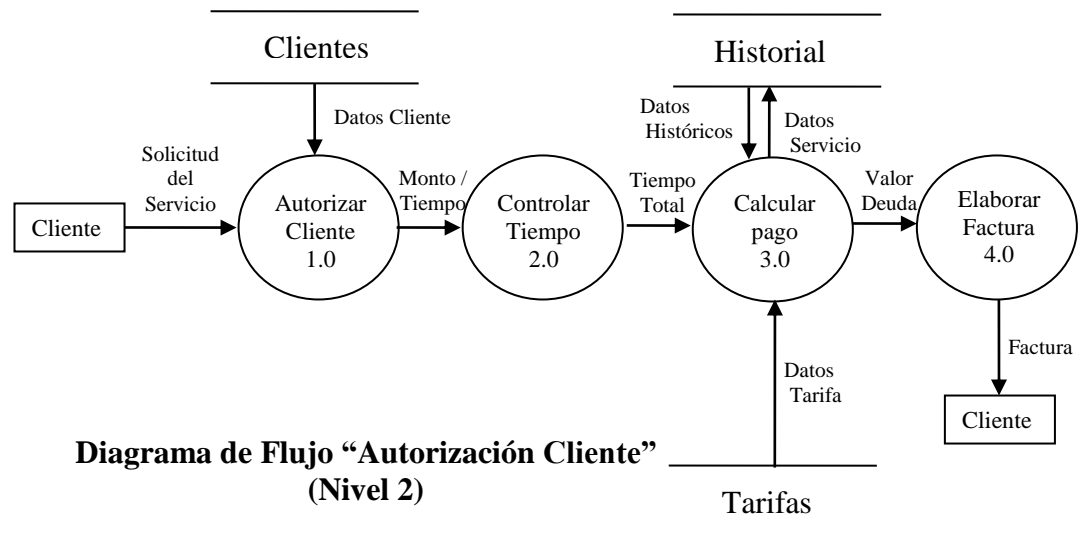 Clientes
Historial
Datos Cliente
Datos
Históricos
Datos
Servicio
Solicitud
del
Servicio
Cliente
Autorizar
Cliente
1.0
Monto /
Tiempo
Controlar
Tiempo
2.0
Tiempo
Total
Calcular
pago
3.0
Valor
Deuda
Elaborar
Factura
4.0
Factura
Cliente
Datos
Tarifa
Tarifas
Diagrama de Flujo “Autorización Cliente”
(Nivel 2)